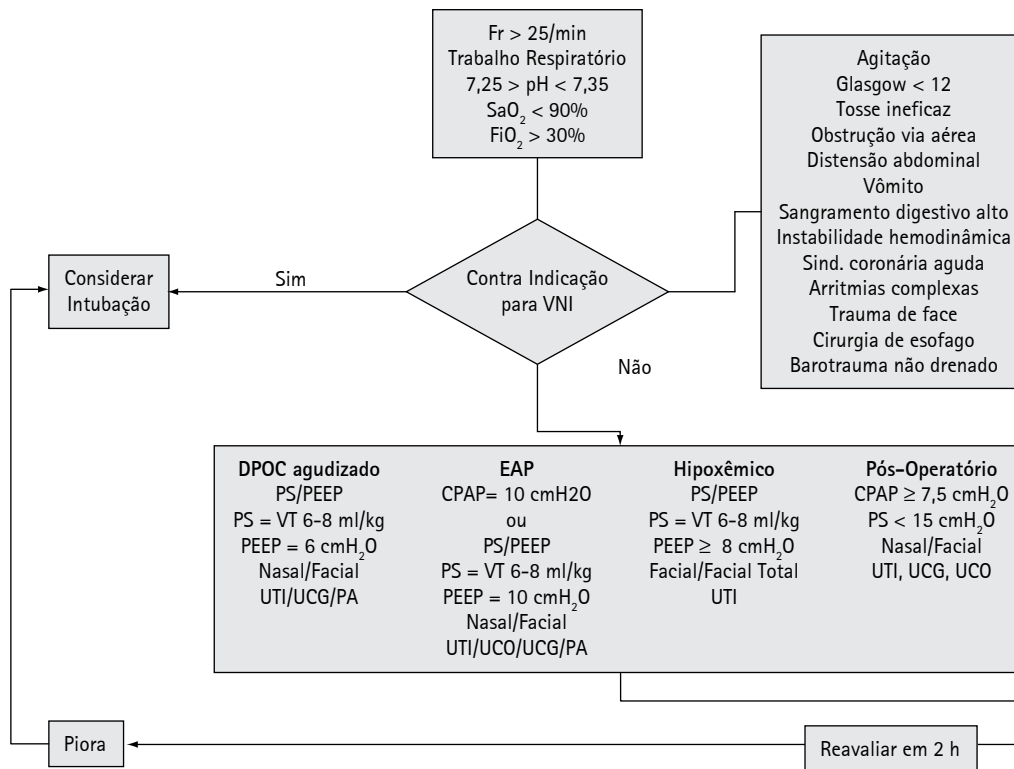 Fr > 25/min
Trabalho Respiratório
7,25 > pH < 7,35
SaO₂ < 90%
FiO₂ > 30%
Agitação
Glasgow < 12
Tosse ineficaz
Obstrução via aérea
Distensão abdominal
Vômito
Sangramento digestivo alto
Instabilidade hemodinâmica
Sind. coronária aguda
Arritmias complexas
Trauma de face
Cirurgia de esofago
Barotrauma não drenado
Contra Indicação
para VNI
Sim
Considerar
Intubação
Não
DPOC agudizado
PS/PEEP
PS = VT 6-8 ml/kg
PEEP = 6 cmH₂O
Nasal/Facial
UTI/UCG/PA
EAP
CPAP= 10 cmH2O
ou
PS/PEEP
PS = VT 6-8 ml/kg
PEEP = 10 cmH₂O
Nasal/Facial
UTI/UCO/UCG/PA
Hipoxêmico
PS/PEEP
PS = VT 6-8 ml/kg
PEEP ≥ 8 cmH₂O
Facial/Facial Total
UTI
Pós-Operatório
CPAP ≥ 7,5 cmH₂O
PS < 15 cmH₂O
Nasal/Facial
UTI, UCG, UCO
Piora
Reavaliar em 2 h